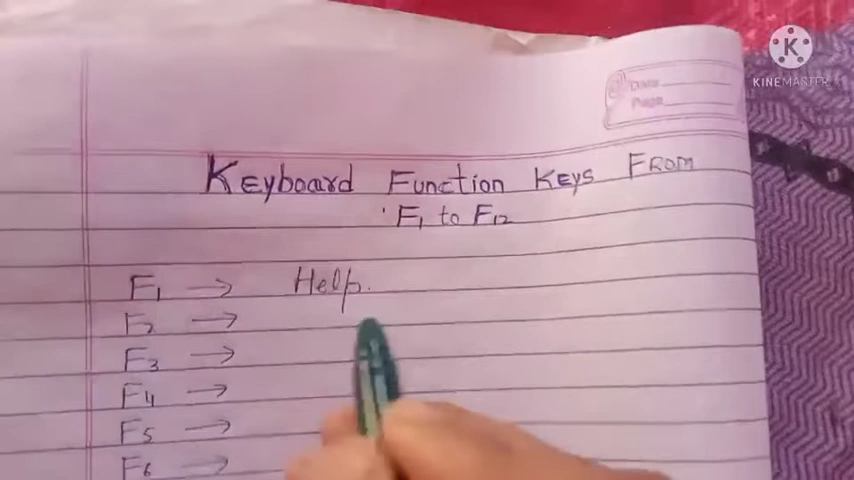 K
KINEMASTER
Date
Page
Keyboard Function Keys From
F1 to F12
F1 → Help.
F2 →
F3 →
F4 →
F5 →
F6 →